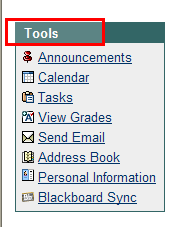 Tools
Announcements
Calendar
Tasks
View Grades
Send Email
Address Book
Personal Information
Blackboard Sync